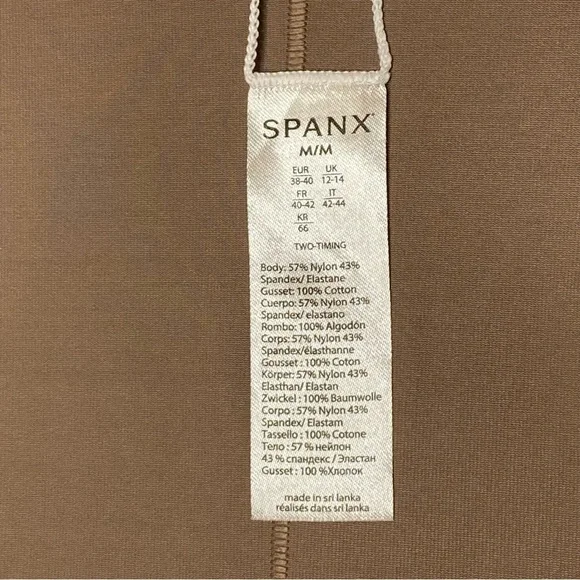 SPANX
M/M
EUR UK
38-40 12-14
FR IT
40-42 42-44
KR
66
TWO-TIMING
Body: 57% Nylon 43%
Spandex/ Elastane
Gusset: 100% Cotton
Cuerpo: 57% Nylon 43%
Spandex/ elastano
Rombo: 100% Algodón
Corps: 57% Nylon 43%
Spandex/élasthanne
Gousset : 100% Coton
Körper: 57% Nylon 43%
Elasthan/ Elastan
Zwickel : 100% Baumwolle
Corpo : 57% Nylon 43%
Spandex/ Elastam
Tassello : 100% Cotone
Тело : 57 % нейлон
43 % спандекс / Эластан
Gusset : 100 %Хлопок
made in sri lanka
réalisés dans sri lanka